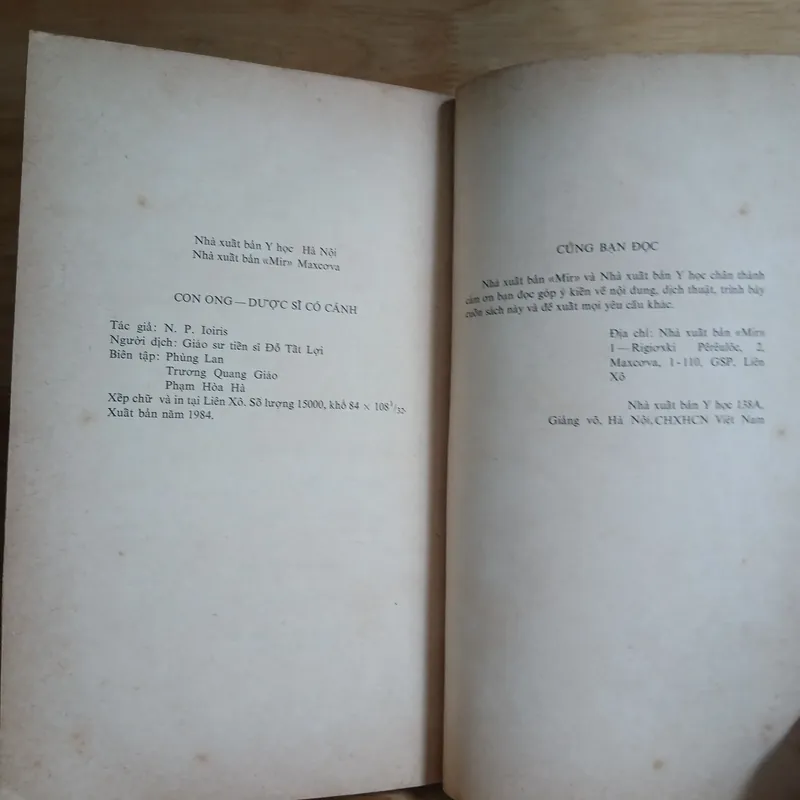 Nhà xuất bản Y học Hà Nội
Nhà xuất bản «Mir» Maxcơva
CON ONG — DƯỢC SĨ CÓ CÁNH
Tác giả: N. P. Ioiris
Người dịch: Giáo sư tiến sĩ Đỗ Tất Lợi
Biên tập: Phùng Lan
Trương Quang Giáo
Phạm Hòa Hà
Xếp chữ và in tại Liên Xô. Số lượng 15000, khổ 84 × 108¹/₃₂.
Xuất bản năm 1984.
CÙNG BẠN ĐỌC
Nhà xuất bản «Mir» và Nhà xuất bản Y học chân thành
cảm ơn bạn đọc góp ý kiến về nội dung, dịch thuật, trình bày
cuốn sách này và đề xuất mọi yêu cầu khác.
Địa chỉ: Nhà xuất bản «Mir»
1 — Rigiơxki Pêrêulôc, 2,
Maxcơva, 1-110, GSP, Liên
Xô
Nhà xuất bản Y học 138A,
Giảng võ, Hà Nội, CHXHCN Việt Nam